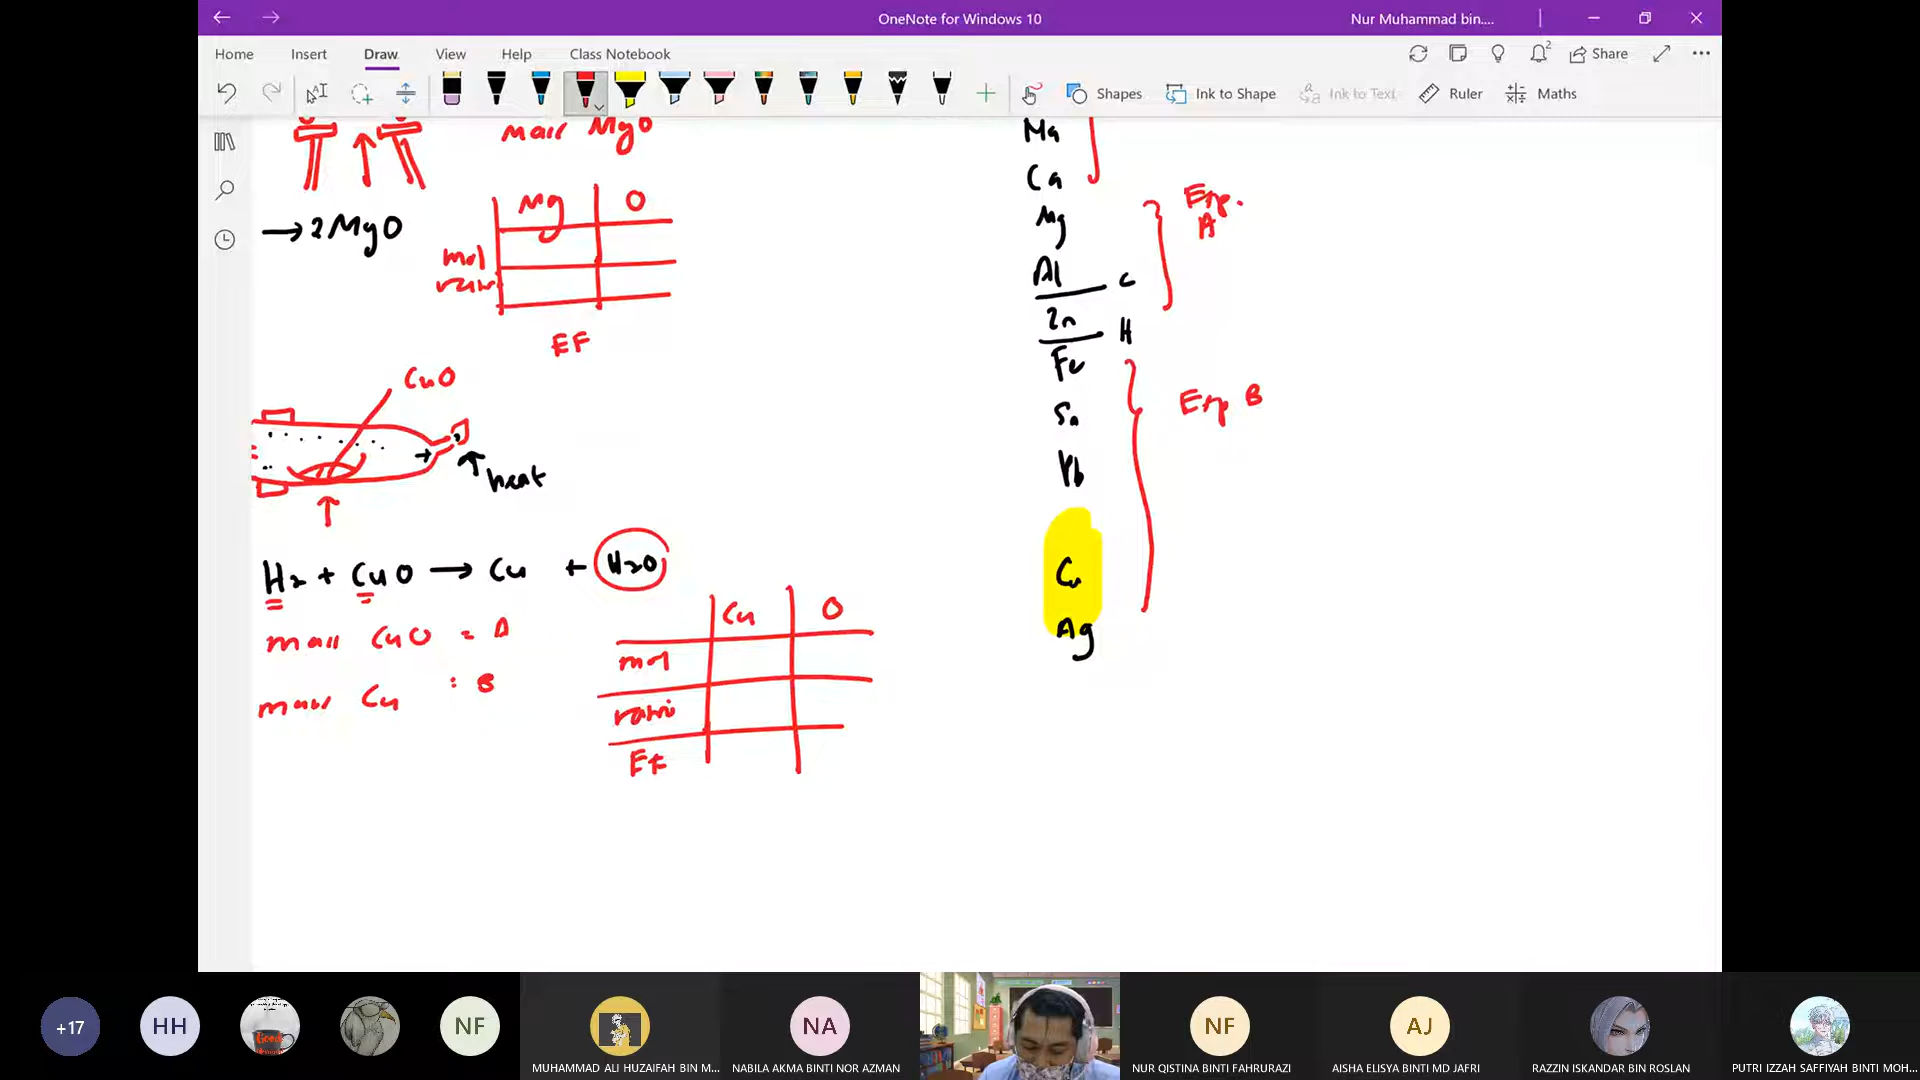 OneNote for Windows 10
Nur Muhammad bin....
Home Insert Draw View Help Class Notebook
2
Share
Shapes
Ink to Shape
Ink to Text
Ruler
Maths
mass MgO
→ 2MgO
Mg O
mol
EF
CuO
heat
H2 + CuO → Cu + H2O
mass CuO = A
mass Cu : B
Cu O
mol
ratio
EF
Ca
Mg
Al
C
Zn
H
Fe
Sn
Pb
Cu
Ag
Exp.
A
Exp B
+17
HH
NF
MUHAMMAD ALI HUZAIFAH BIN M...
NA
NABILA AKMA BINTI NOR AZMAN
NF
NUR QISTINA BINTI FAHRURAZI
AJ
AISHA ELISYA BINTI MD JAFRI
RAZZIN ISKANDAR BIN ROSLAN
PUTRI IZZAH SAFFIYAH BINTI MOH...